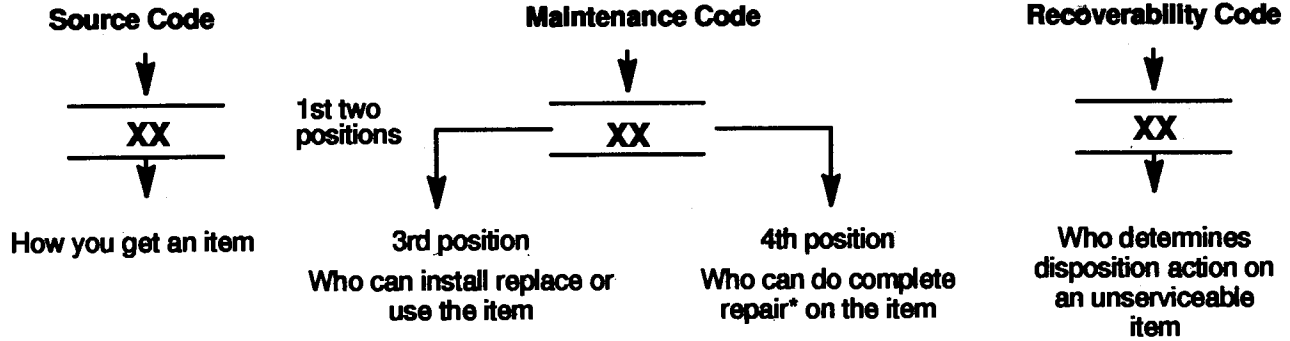 Source Code
Maintenance Code
Recoverability Code
XX
1st two
positions
XX
XX
How you get an item
3rd position
Who can install replace or
use the item
4th position
Who can do complete
repair* on the item
Who determines
disposition action on
an unserviceable
item